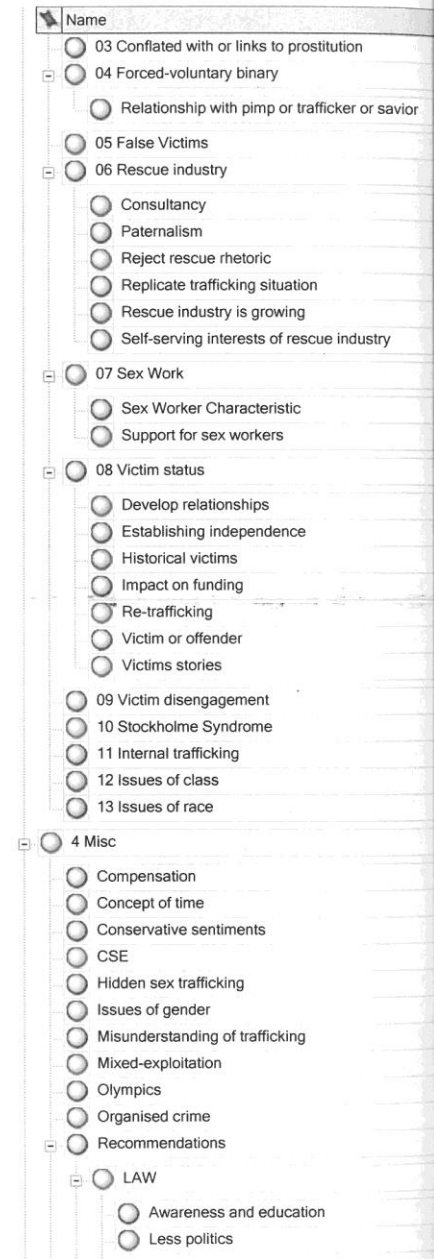 Name
03 Conflated with or links to prostitution
04 Forced-voluntary binary
Relationship with pimp or trafficker or savior
05 False Victims
06 Rescue industry
Consultancy
Paternalism
Reject rescue rhetoric
Replicate trafficking situation
Rescue industry is growing
Self-serving interests of rescue industry
07 Sex Work
Sex Worker Characteristic
Support for sex workers
08 Victim status
Develop relationships
Establishing independence
Historical victims
Impact on funding
Re-trafficking
Victim or offender
Victims stories
09 Victim disengagement
10 Stockholme Syndrome
11 Internal trafficking
12 Issues of class
13 Issues of race
4 Misc
Compensation
Concept of time
Conservative sentiments
CSE
Hidden sex trafficking
Issues of gender
Misunderstanding of trafficking
Mixed-exploitation
Olympics
Organised crime
Recommendations
LAW
Awareness and education
Less politics